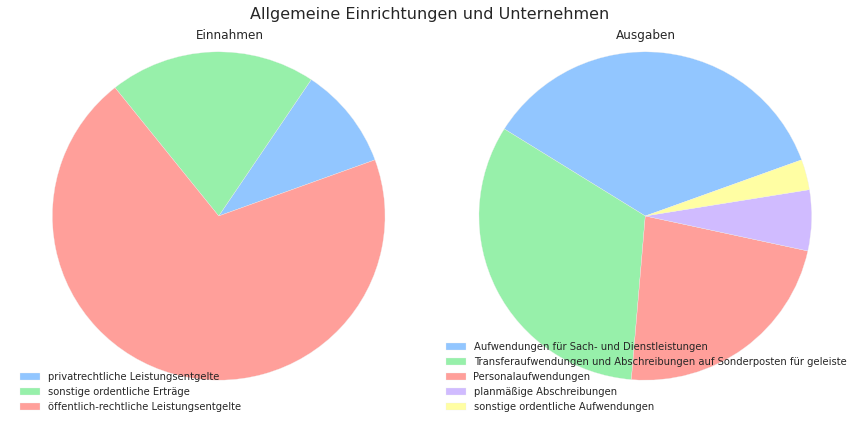 Allgemeine Einrichtungen und Unternehmen
Einnahmen
privatrechtliche Leistungsentgelte
sonstige ordentliche Erträge
öffentlich-rechtliche Leistungsentgelte
Ausgaben
Aufwendungen für Sach- und Dienstleistungen
Transferaufwendungen und Abschreibungen auf Sonderposten für geleiste
Personalaufwendungen
planmäßige Abschreibungen
sonstige ordentliche Aufwendungen